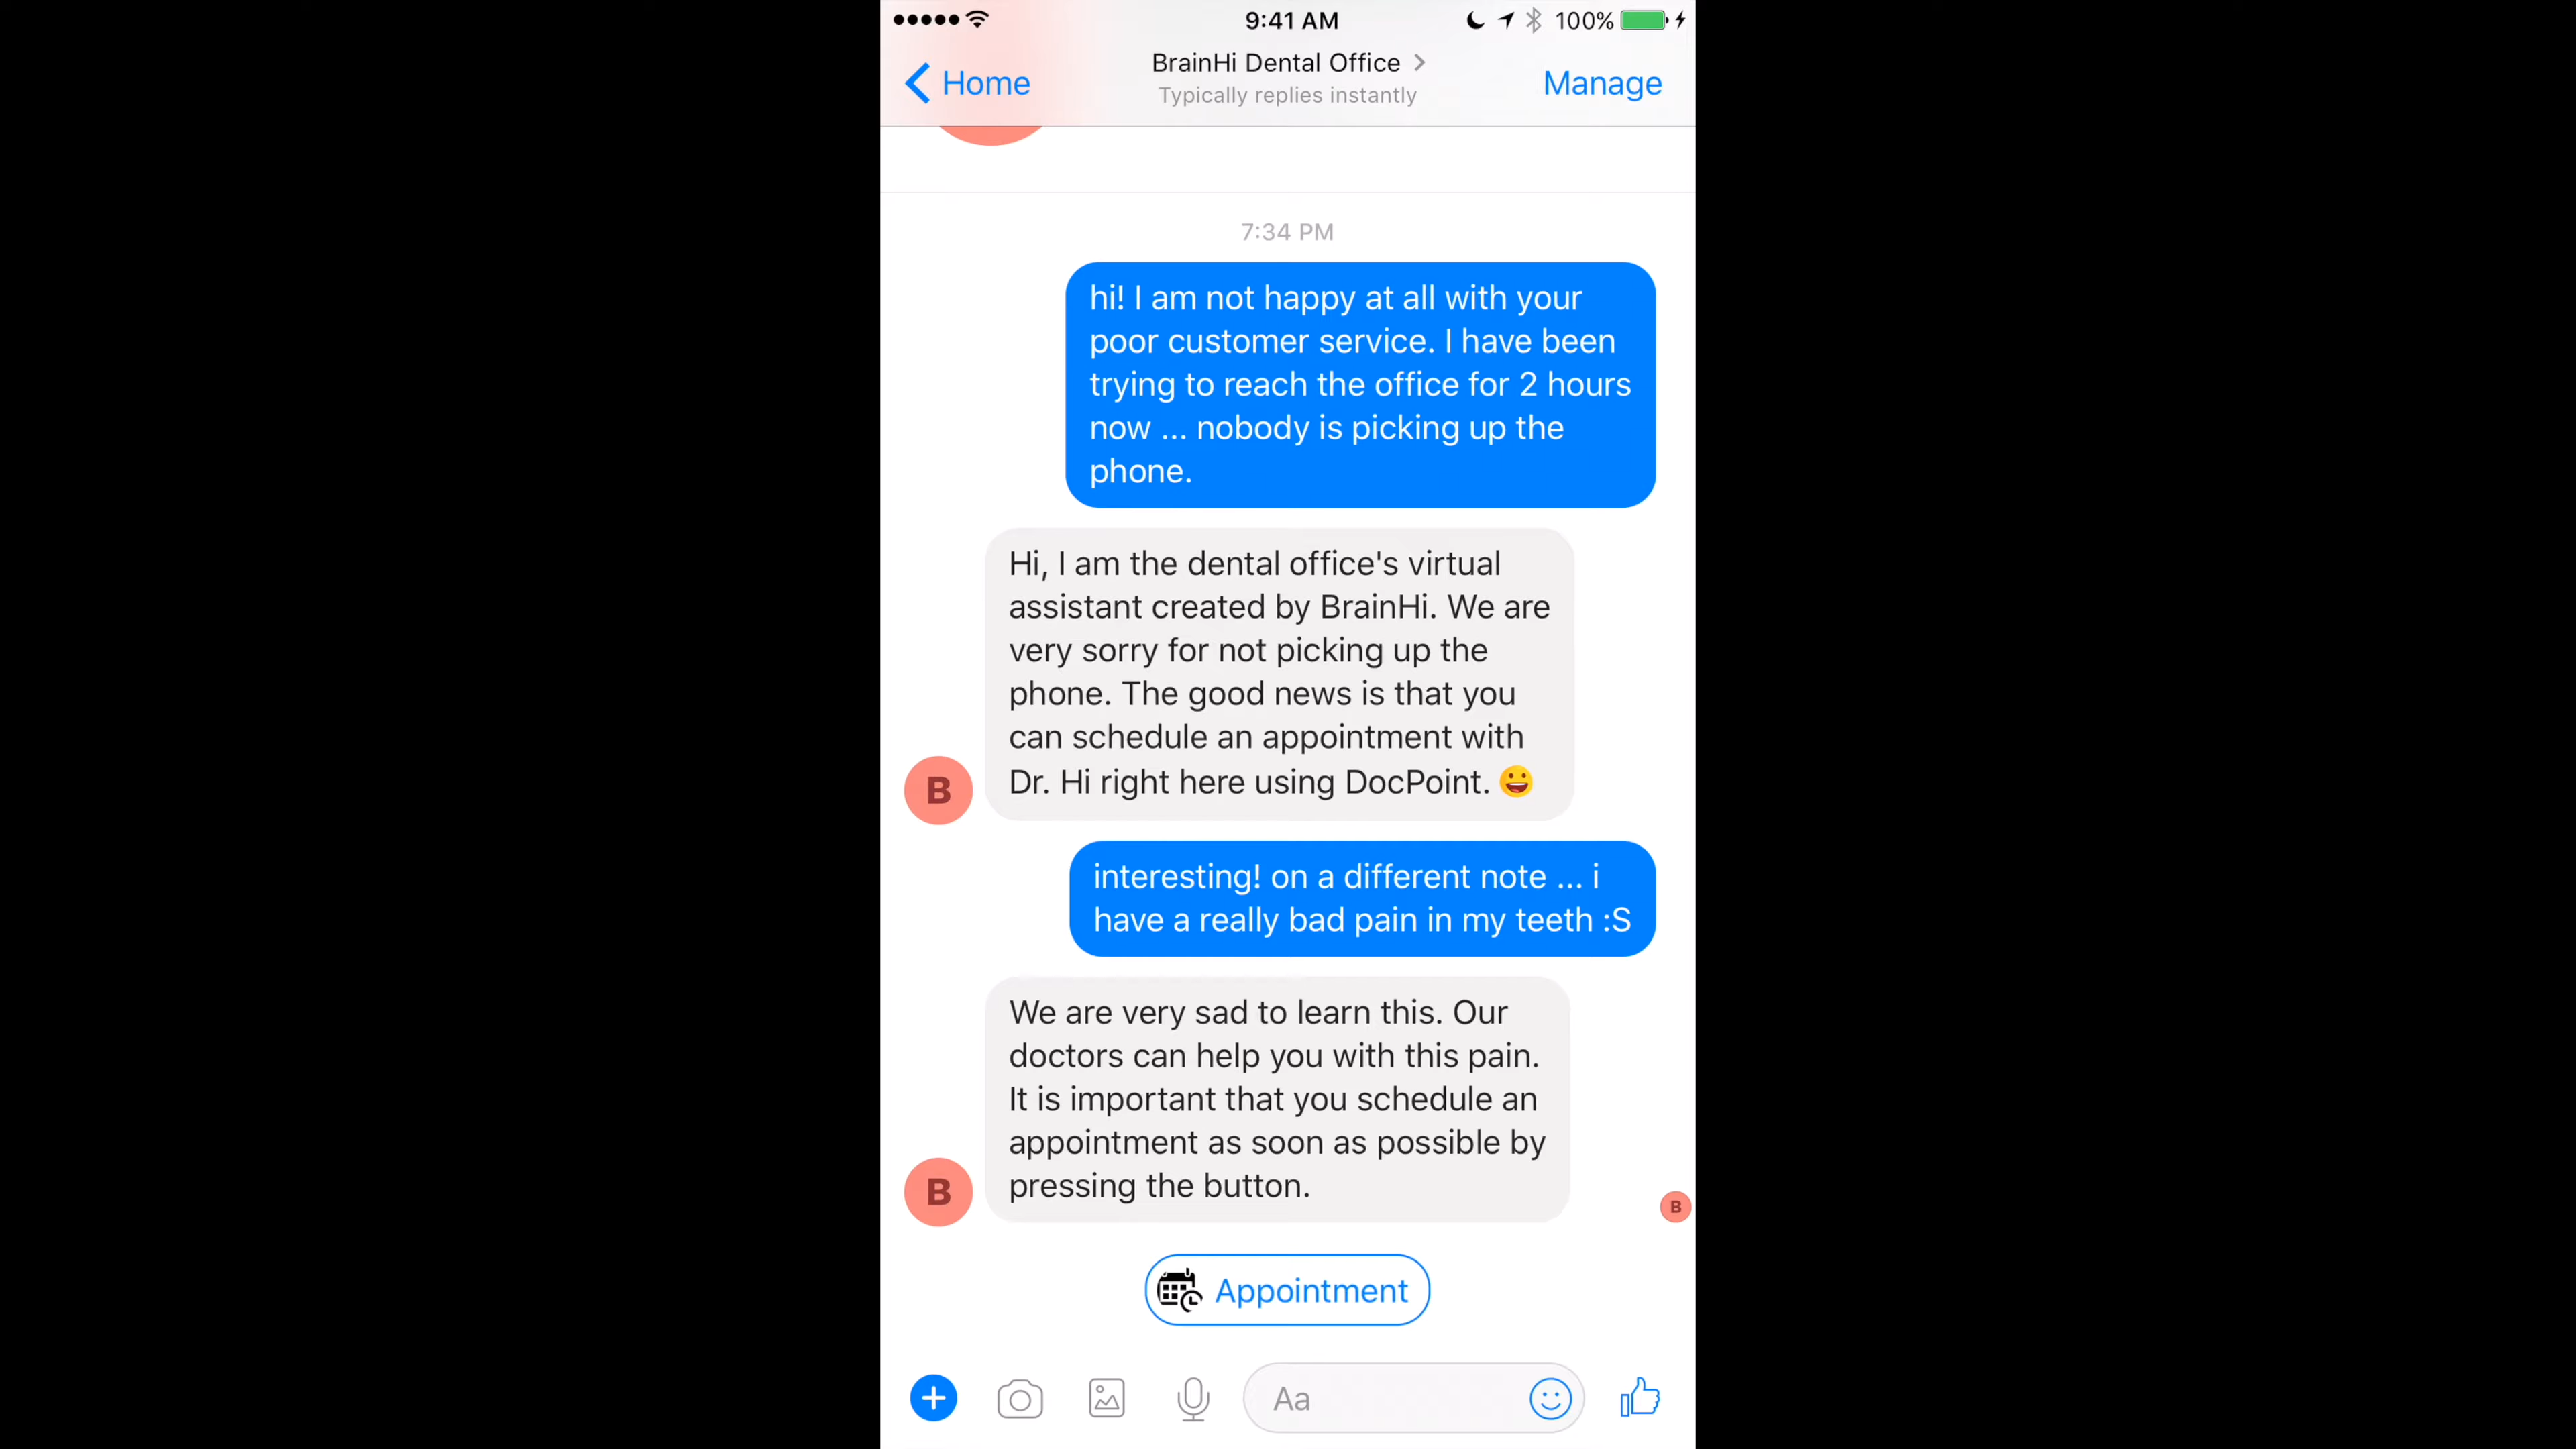 9:41 AM
100%
Home
BrainHi Dental Office
Manage
Typically replies instantly
7:34 PM
hi! I am not happy at all with your
poor customer service. I have been
trying to reach the office for 2 hours
now ... nobody is picking up the
phone.
Hi, I am the dental office's virtual
assistant created by BrainHi. We are
very sorry for not picking up the
phone. The good news is that you
can schedule an appointment with
Dr. Hi right here using DocPoint. 😀
B
interesting! on a different note ... i
have a really bad pain in my teeth :S
We are very sad to learn this. Our
doctors can help you with this pain.
It is important that you schedule an
appointment as soon as possible by
pressing the button.
B
B
Appointment
Aa